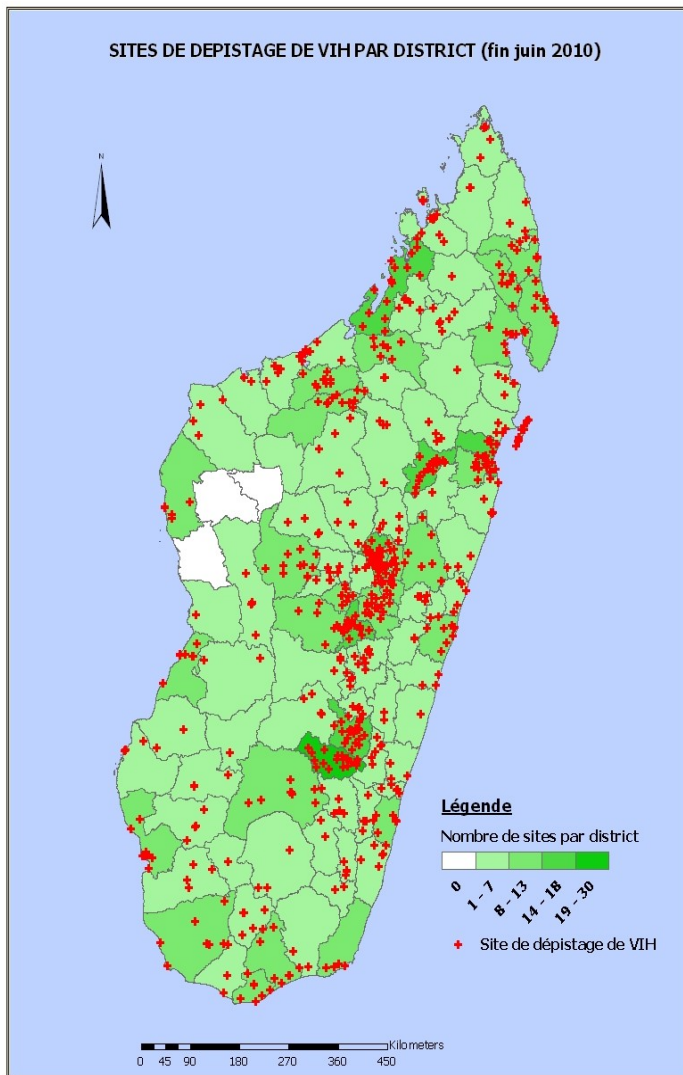 SITES DE DEPISTAGE DE VIH PAR DISTRICT (fin juin 2010)
N
Légende
Nombre de sites par district
0
1 - 7
8 - 13
14 - 18
19 - 30
Site de dépistage de VIH
Kilometers
0 45 90 180 270 360 450